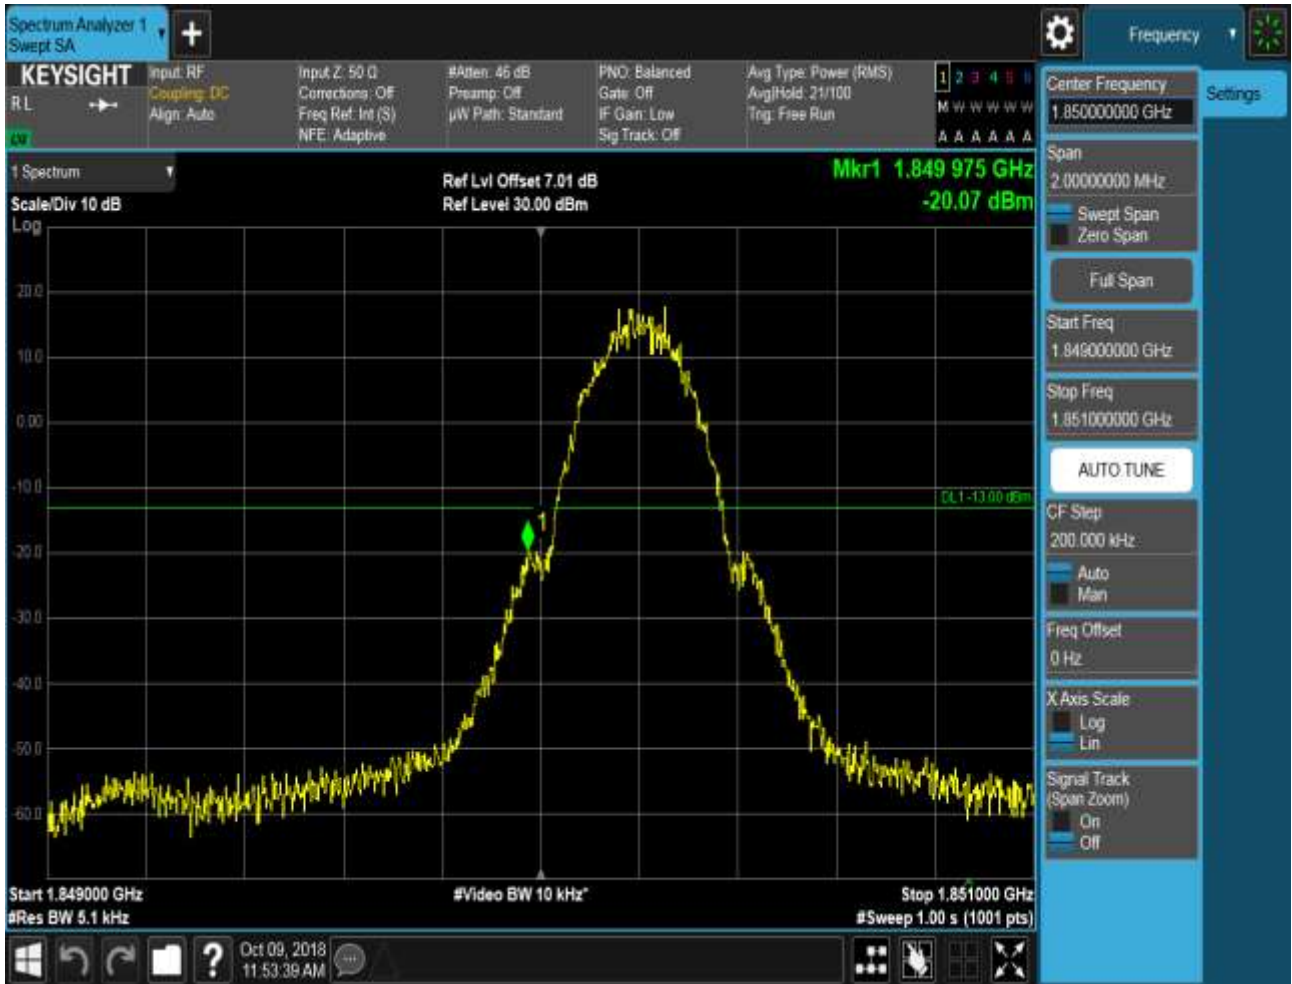 Spectrum Analyzer 1
Swept SA
Frequency
KEYSIGHT
RL
Input: RF
Coupling: DC
Align: Auto
Input Z: 50 Ω
Corrections: Off
Freq Ref: Int (S)
NFE: Adaptive
#Atten: 46 dB
Preamp: Off
µW Path: Standard
PNO: Balanced
Gate: Off
IF Gain: Low
Sig Track: Off
Avg Type: Power (RMS)
Avg|Hold: 21/100
Trig: Free Run
1 2 3 4 5 6
M W W W W W
A A A A A A
1 Spectrum
Scale/Div 10 dB
Log
Ref Lvl Offset 7.01 dB
Ref Level 30.00 dBm
Mkr1 1.849 975 GHz
-20.07 dBm
20.0
10.0
0.00
-10.0
-20.0
-30.0
-40.0
-50.0
-60.0
DL1 -13.00 dBm
1
Start 1.849000 GHz
#Res BW 5.1 kHz
#Video BW 10 kHz*
Stop 1.851000 GHz
#Sweep 1.00 s (1001 pts)
Oct 09, 2018
11:53:39 AM
Center Frequency
1.850000000 GHz
Settings
Span
2.00000000 MHz
Swept Span
Zero Span
Full Span
Start Freq
1.849000000 GHz
Stop Freq
1.851000000 GHz
AUTO TUNE
CF Step
200.000 kHz
Auto
Man
Freq Offset
0 Hz
X Axis Scale
Log
Lin
Signal Track
(Span Zoom)
On
Off